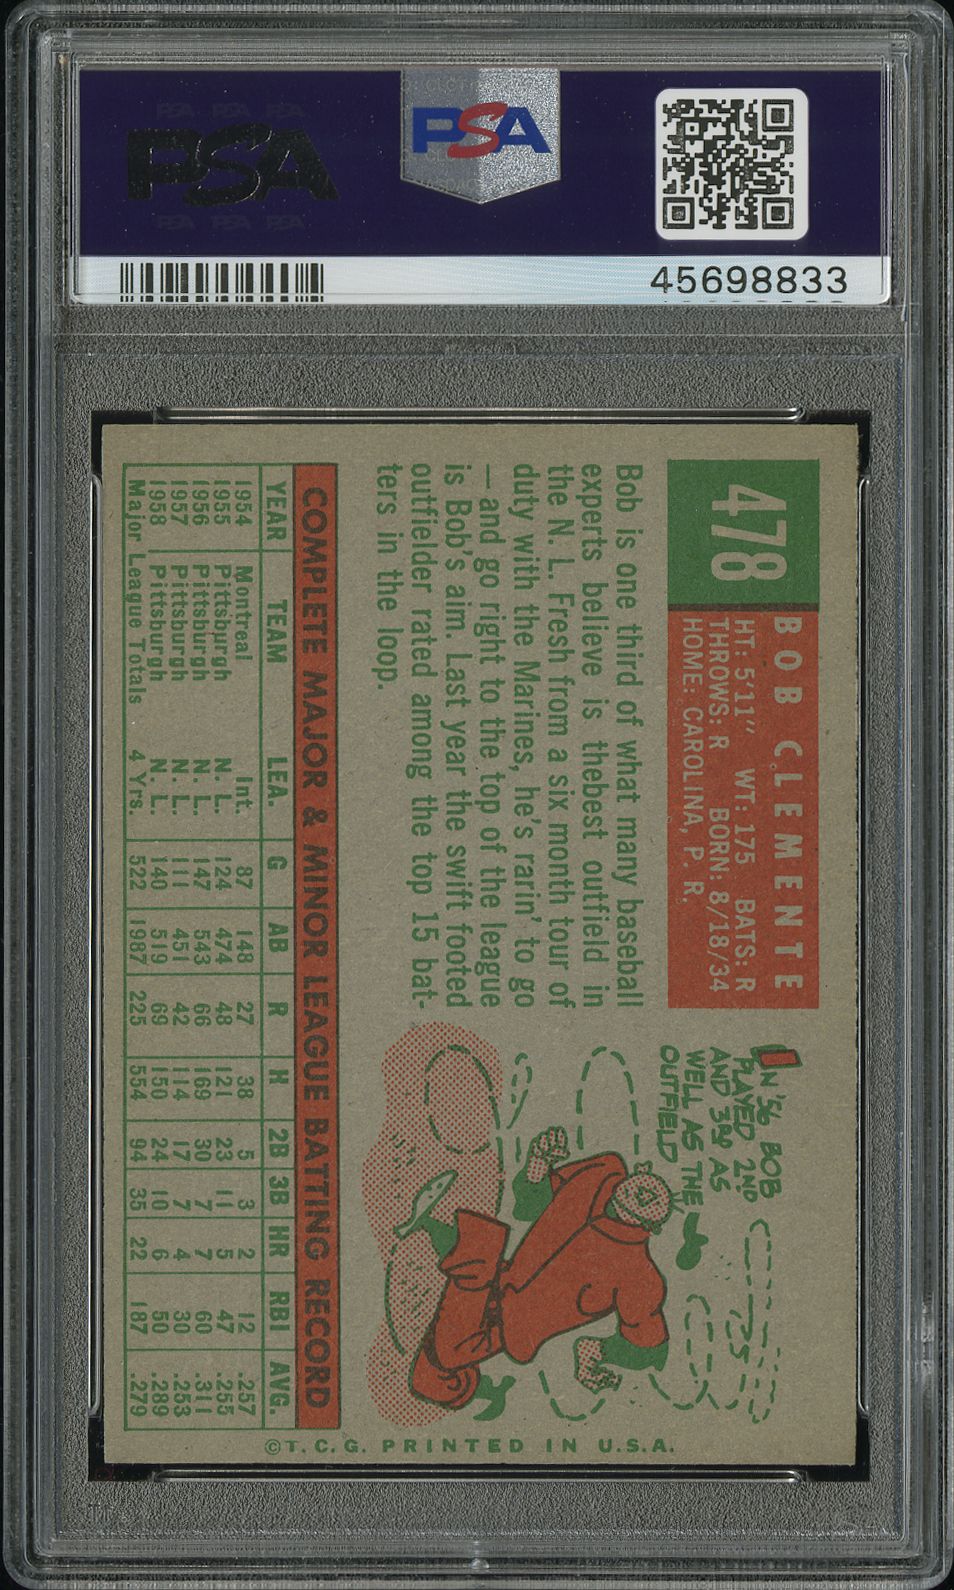 PSA PSA PSA
PSA
PSA PSA PSA
PSA
45698833
478
BOB CLEMENTE
HT: 5'11" WT: 175 BATS: R
THROWS: R BORN: 8/18/34
HOME: CAROLINA, P. R.
Bob is one third of what many baseball
experts believe is thebest outfield in
the N. L. Fresh from a six month tour of
duty with the Marines, he's rarin' to go
—and go right to the top of the league
is Bob's aim. Last year the swift footed
outfielder rated among the top 15 bat-
ters in the loop.
IN '56 BOB
PLAYED 2ND
AND 3RD AS
WELL AS THE
OUTFIELD
COMPLETE MAJOR & MINOR LEAGUE BATTING RECORD
YEAR TEAM LEA. G AB R H 2B 3B HR RBI AVG.
1954 Montreal Int. 87 148 27 38 5 3 2 12 .257
1955 Pittsburgh N. L. 124 474 48 121 23 11 5 47 .255
1956 Pittsburgh N. L. 147 543 66 169 30 7 7 60 .311
1957 Pittsburgh N. L. 111 451 42 114 17 7 4 30 .253
1958 Pittsburgh N. L. 140 519 69 150 24 10 6 50 .289
Major League Totals 4 Yrs. 522 1987 225 554 94 35 22 187 .279
©T. C. G. PRINTED IN U.S.A.